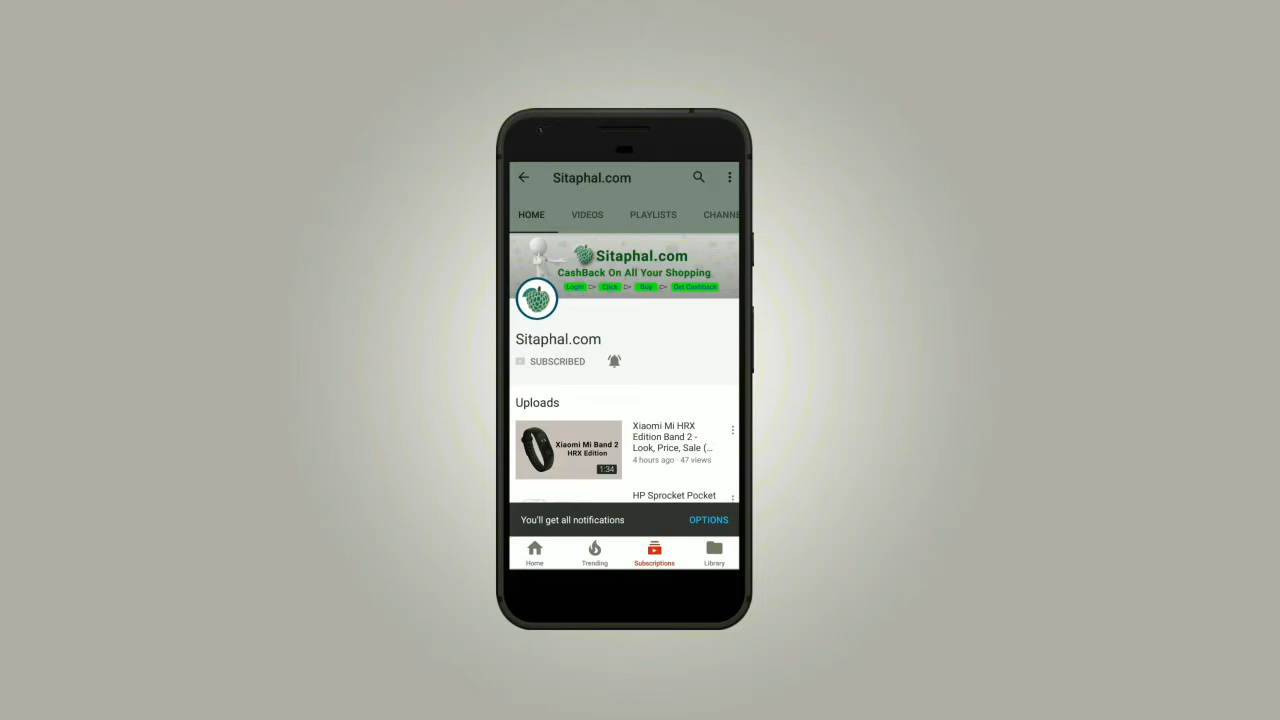 Sitaphal.com
HOME VIDEOS PLAYLISTS CHANNE
Sitaphal.com
CashBack On All Your Shopping
Login Click Buy Get Cashback
Sitaphal.com
SUBSCRIBED
Uploads
Xiaomi Mi Band 2
HRX Edition
1:34
Xiaomi Mi HRX
Edition Band 2 -
Look, Price, Sale (...
4 hours ago · 47 views
HP Sprocket Pocket
You'll get all notifications OPTIONS
Home Trending Subscriptions Library